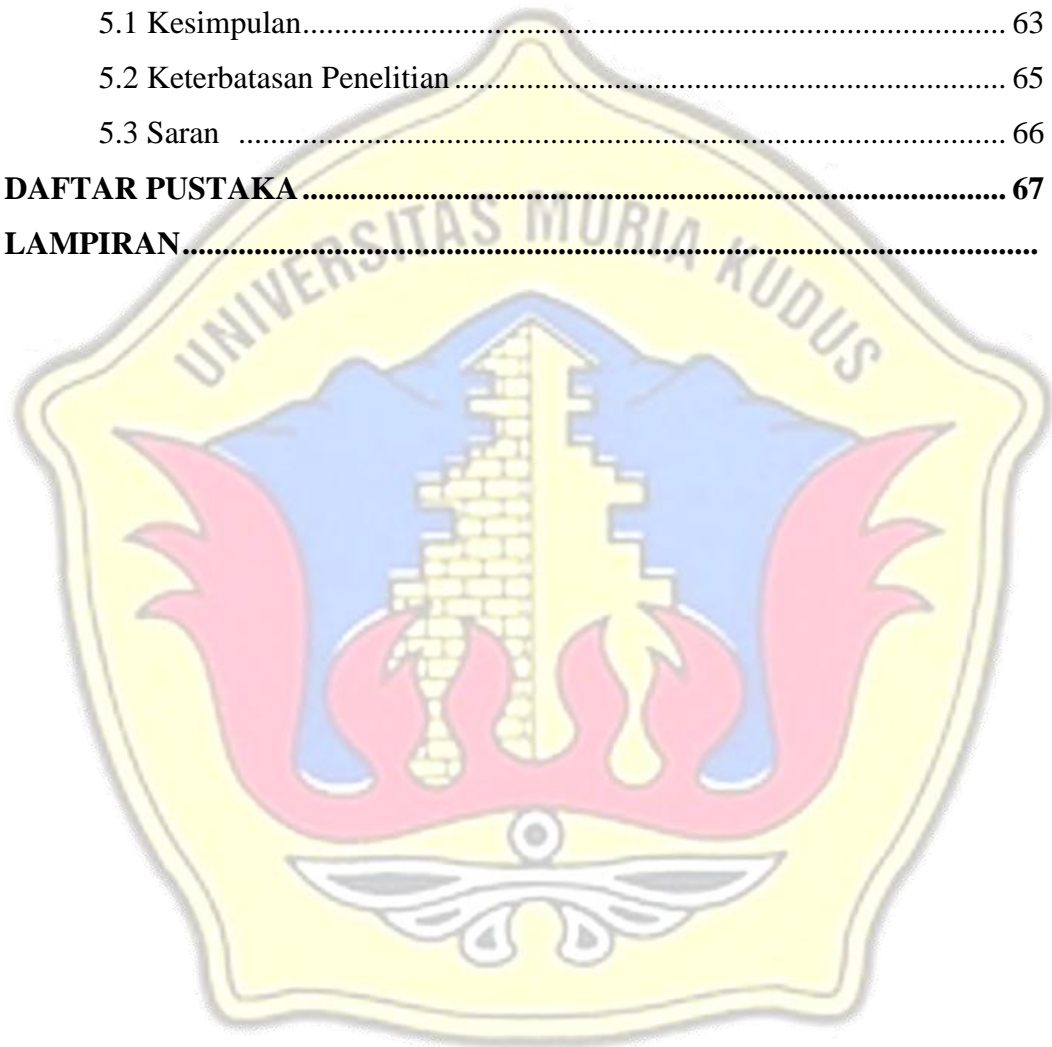 5.1 Kesimpulan........................................................................................ 63
5.2 Keterbatasan Penelitian ..................................................................... 65
5.3 Saran ................................................................................................ 66
DAFTAR PUSTAKA ........................................................................................ 67
LAMPIRAN...........................................................................................................
UNIVERSITAS MURIA KUDUS